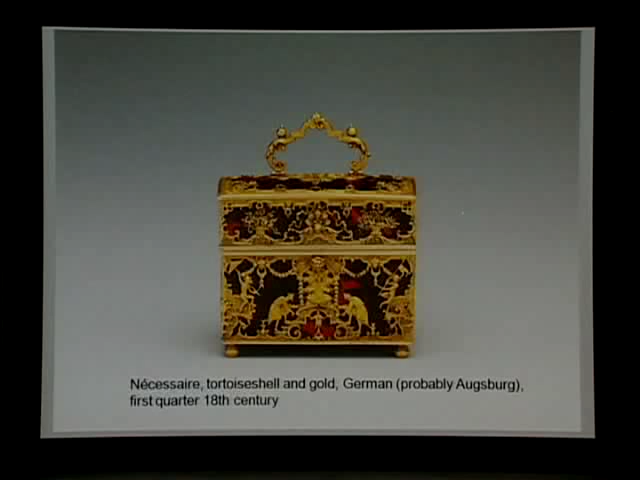 Nécessaire, tortoiseshell and gold, German (probably Augsburg),
first quarter 18th century